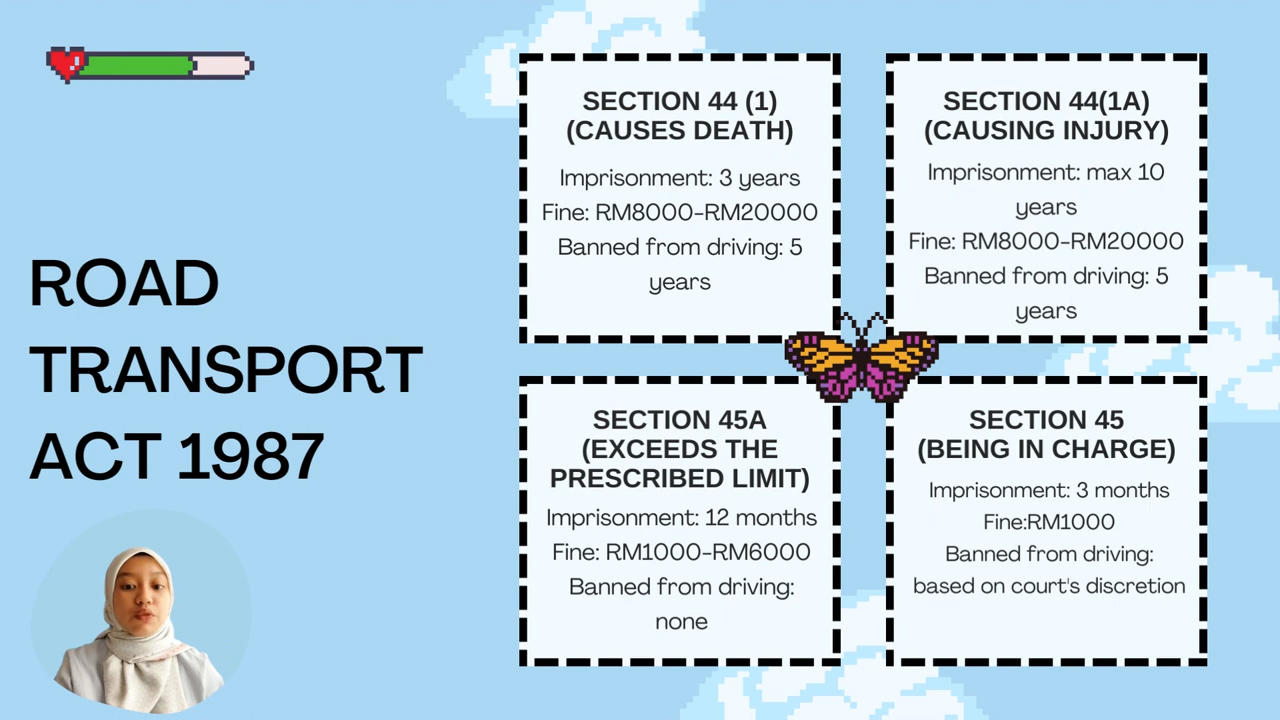 ROAD
TRANSPORT
ACT 1987
SECTION 44 (1)
(CAUSES DEATH)
Imprisonment: 3 years
Fine: RM8000-RM20000
Banned from driving: 5
years
SECTION 44(1A)
(CAUSING INJURY)
Imprisonment: max 10
years
Fine: RM8000-RM20000
Banned from driving: 5
years
SECTION 45A
(EXCEEDS THE
PRESCRIBED LIMIT)
Imprisonment: 12 months
Fine: RM1000-RM6000
Banned from driving:
none
SECTION 45
(BEING IN CHARGE)
Imprisonment: 3 months
Fine:RM1000
Banned from driving:
based on court's discretion